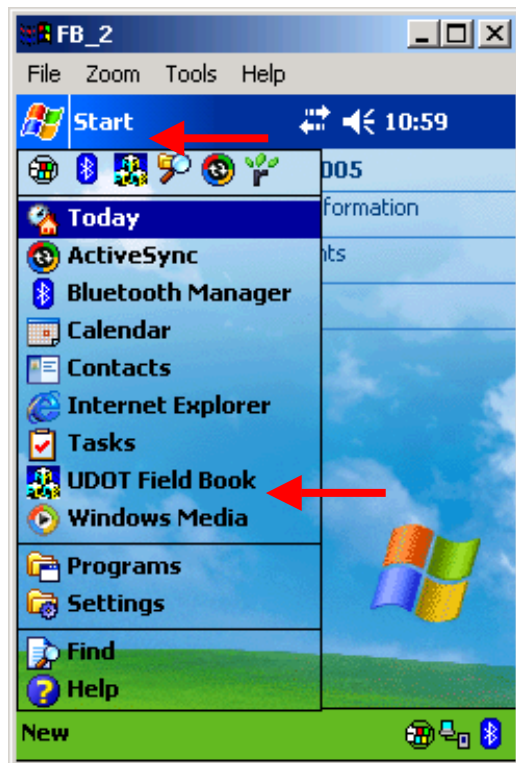 FB_2
File Zoom Tools Help
Start 10:59
005
Today
formation
ActiveSync
nts
Bluetooth Manager
Calendar
Contacts
Internet Explorer
Tasks
UDOT Field Book
Windows Media
Programs
Settings
Find
Help
New